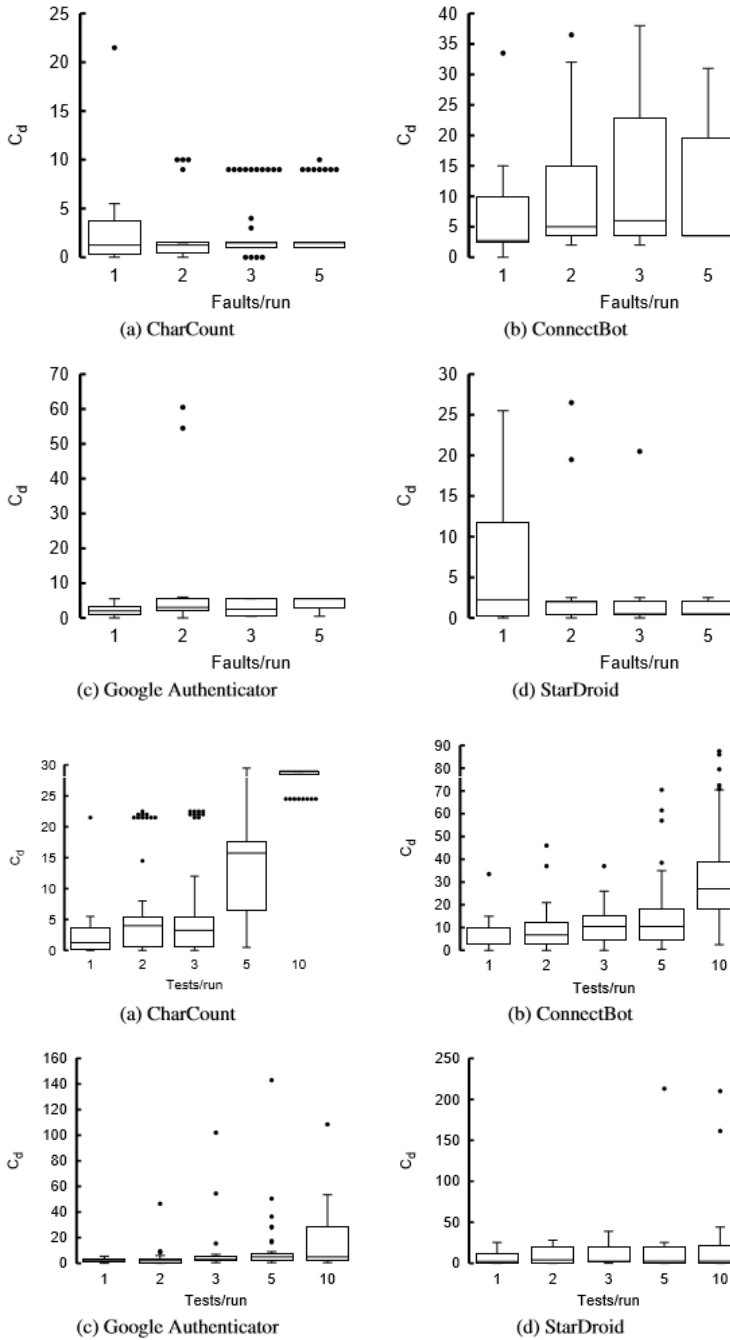 25
20
15
10
5
0
C_d
1 2 3 5
Faults/run
(a) CharCount
40
35
30
25
20
15
10
5
0
C_d
1 2 3 5
Faults/run
(b) ConnectBot
70
60
50
40
30
20
10
0
C_d
1 2 3 5
Faults/run
(c) Google Authenticator
30
25
20
15
10
5
0
C_d
1 2 3 5
Faults/run
(d) StarDroid
30
25
20
15
10
5
0
C_d
1 2 3 5 10
Tests/run
(a) CharCount
90
80
70
60
50
40
30
20
10
0
C_d
1 2 3 5 10
Tests/run
(b) ConnectBot
160
140
120
100
80
60
40
20
0
C_d
1 2 3 5 10
Tests/run
(c) Google Authenticator
250
200
150
100
50
0
C_d
1 2 3 5 10
Tests/run
(d) StarDroid